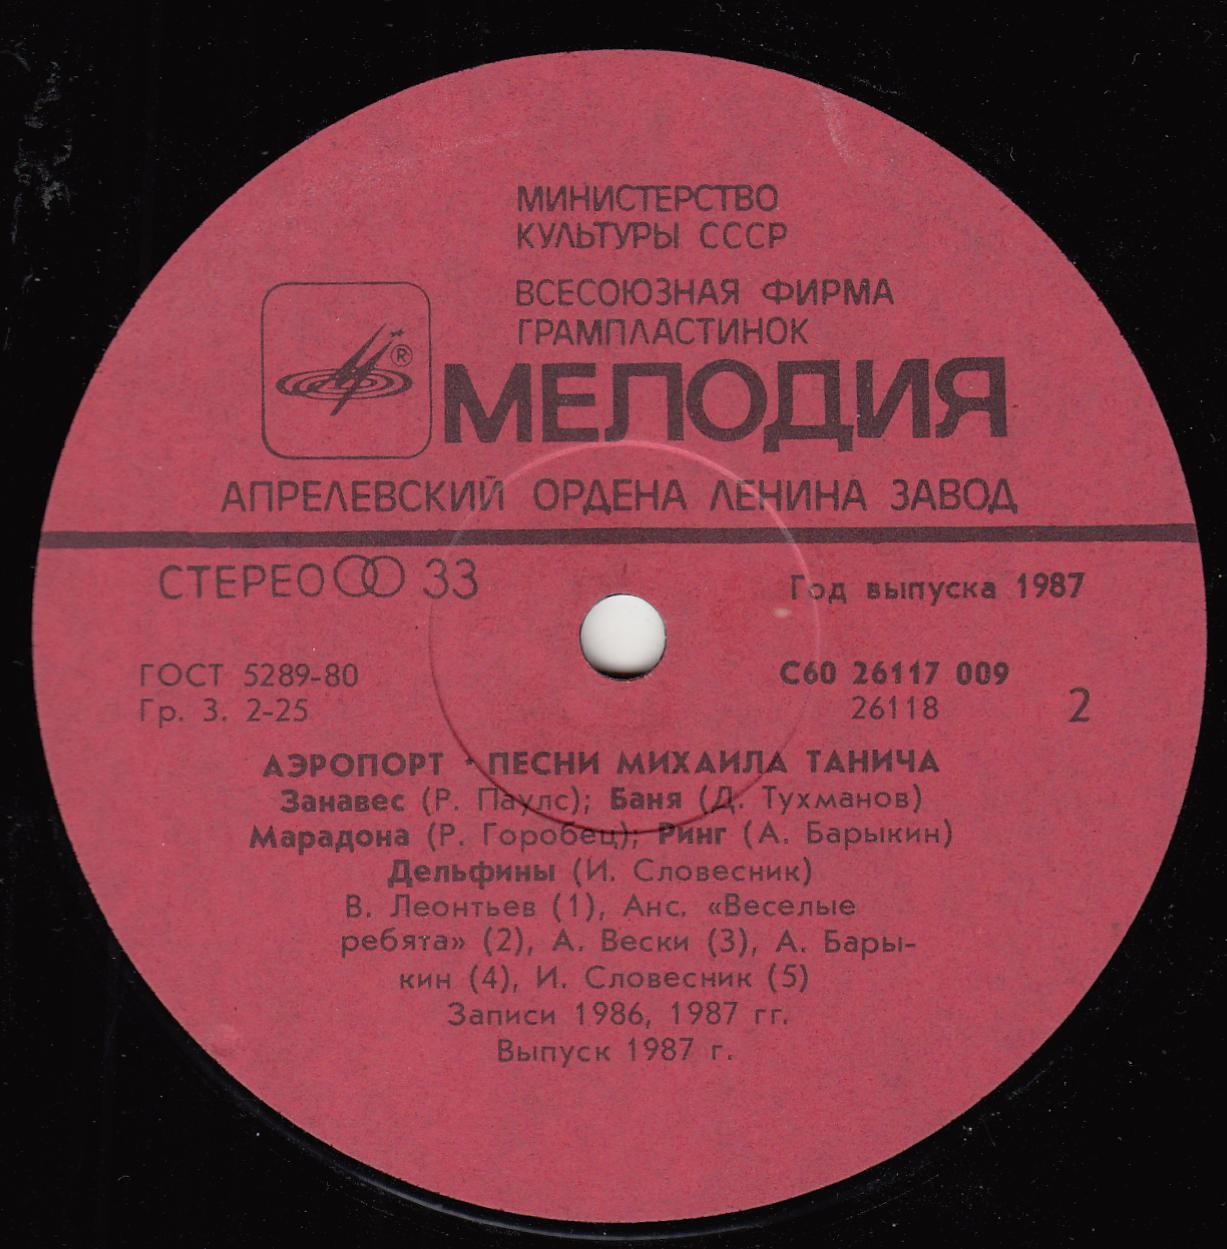 МИНИСТЕРСТВО
КУЛЬТУРЫ СССР
ВСЕСОЮЗНАЯ ФИРМА
ГРАМПЛАСТИНОК
®
МЕЛОДИЯ
АПРЕЛЕВСКИЙ ОРДЕНА ЛЕНИНА ЗАВОД
СТЕРЕО 33
Год выпуска 1987
ГОСТ 5289-80
Гр. 3. 2-25
С60 26117 009
26118
2
АЭРОПОРТ • ПЕСНИ МИХАИЛА ТАНИЧА
Занавес (Р. Паулс); Баня (Д. Тухманов)
Марадона (Р. Горобец); Ринг (А. Барыкин)
Дельфины (И. Словесник)
В. Леонтьев (1), Анс. «Веселые
ребята» (2), А. Вески (3), А. Бары-
кин (4), И. Словесник (5)
Записи 1986, 1987 гг.
Выпуск 1987 г.